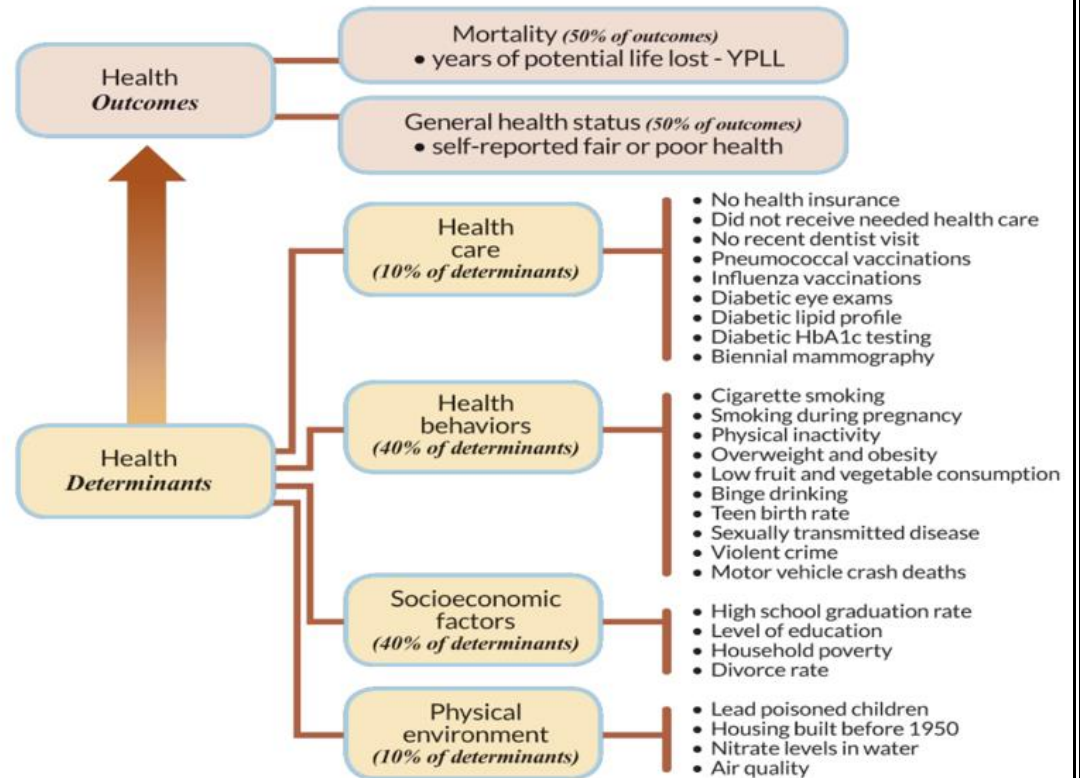 Health
Outcomes
Mortality (50% of outcomes)
• years of potential life lost - YPLL
General health status (50% of outcomes)
• self-reported fair or poor health
Health
Determinants
Health
care
(10% of determinants)
• No health insurance
• Did not receive needed health care
• No recent dentist visit
• Pneumococcal vaccinations
• Influenza vaccinations
• Diabetic eye exams
• Diabetic lipid profile
• Diabetic HbA1c testing
• Biennial mammography
Health
behaviors
(40% of determinants)
• Cigarette smoking
• Smoking during pregnancy
• Physical inactivity
• Overweight and obesity
• Low fruit and vegetable consumption
• Binge drinking
• Teen birth rate
• Sexually transmitted disease
• Violent crime
• Motor vehicle crash deaths
Socioeconomic
factors
(40% of determinants)
• High school graduation rate
• Level of education
• Household poverty
• Divorce rate
Physical
environment
(10% of determinants)
• Lead poisoned children
• Housing built before 1950
• Nitrate levels in water
• Air quality